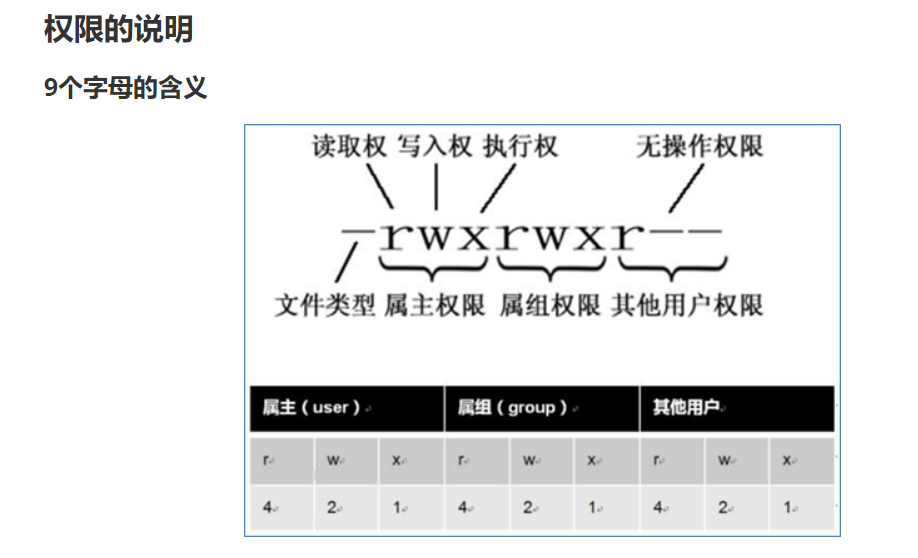 权限的说明
9个字母的含义
读取权 写入权 执行权 无操作权限
-rwxrwxr--
文件类型 属主权限 属组权限 其他用户权限
属主（user） 属组（group） 其他用户
r w x r w x r w x
4 2 1 4 2 1 4 2 1